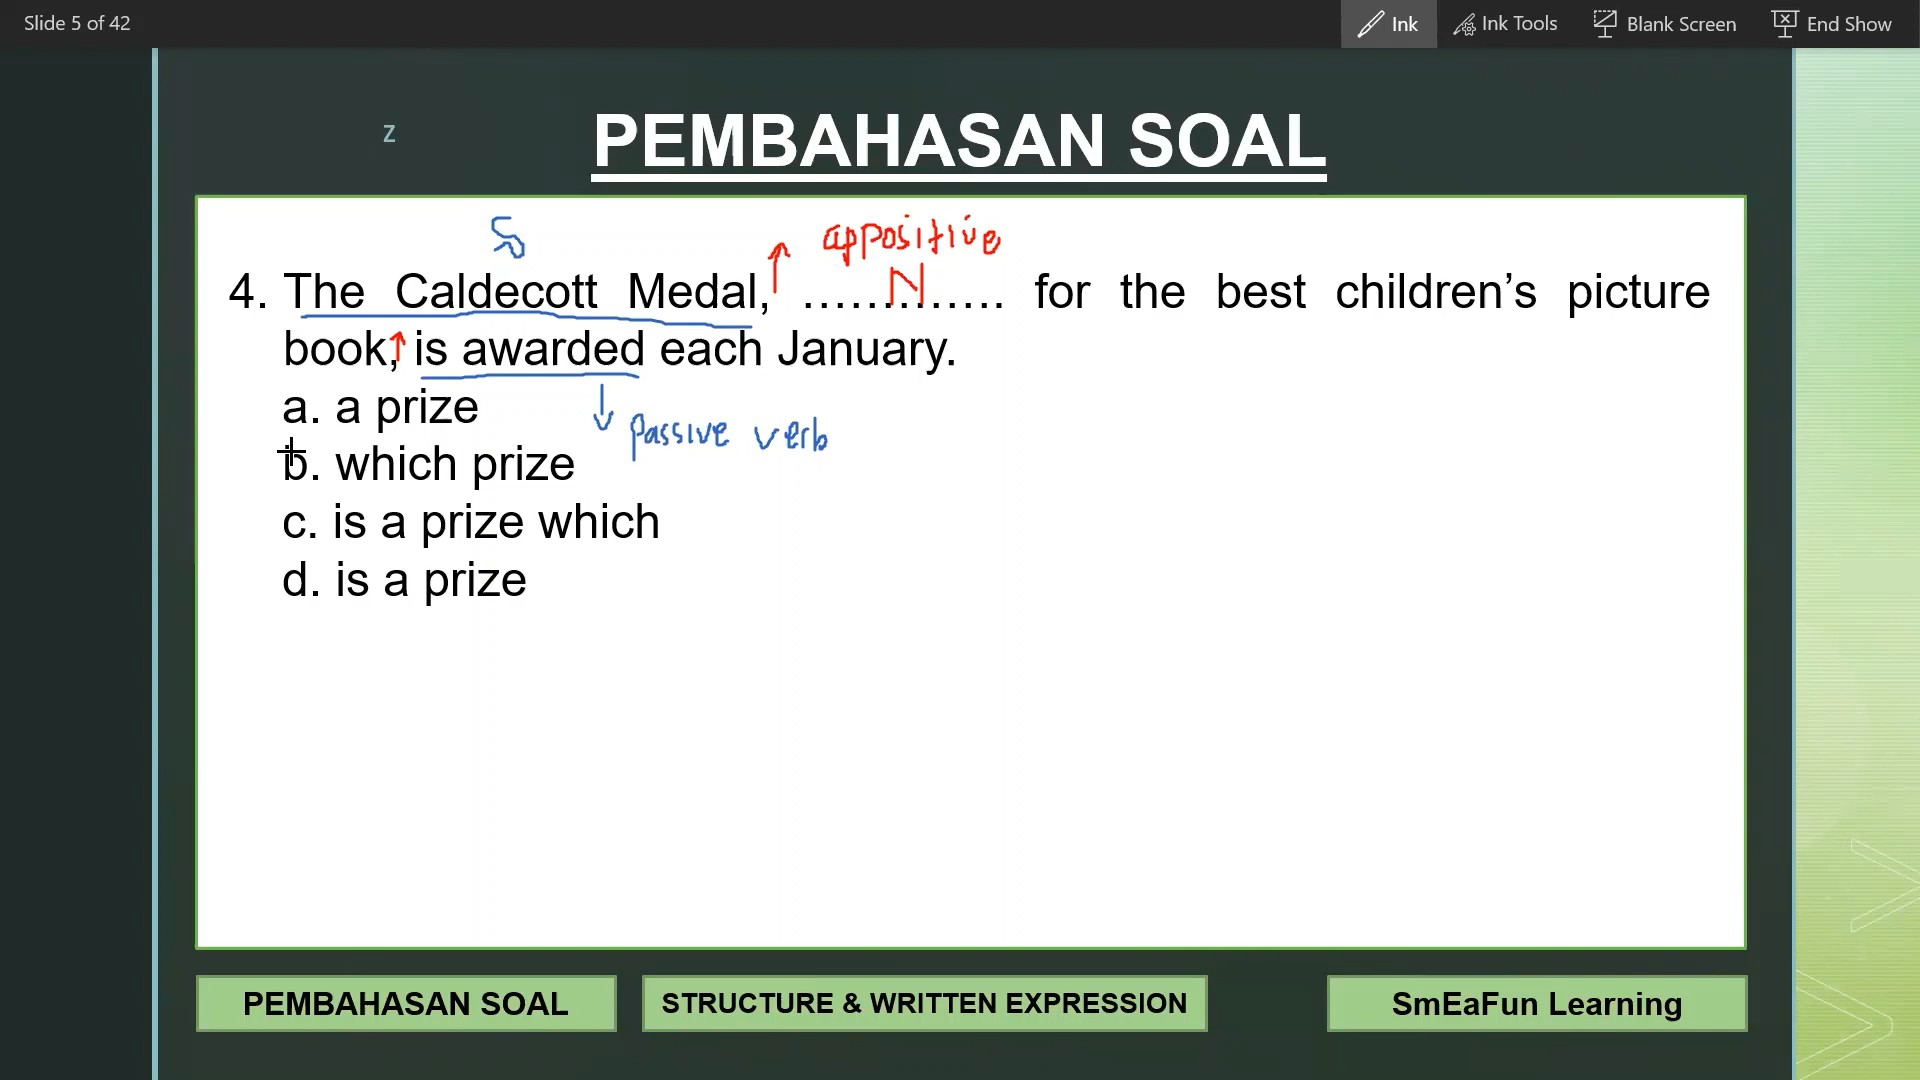 Slide 5 of 42
Ink
Ink Tools
Blank Screen
End Show
z
PEMBAHASAN SOAL
S
appositive
N
4. The Caldecott Medal, ............. for the best children’s picture
book, is awarded each January.
a. a prize
passive verb
b. which prize
c. is a prize which
d. is a prize
PEMBAHASAN SOAL
STRUCTURE & WRITTEN EXPRESSION
SmEaFun Learning